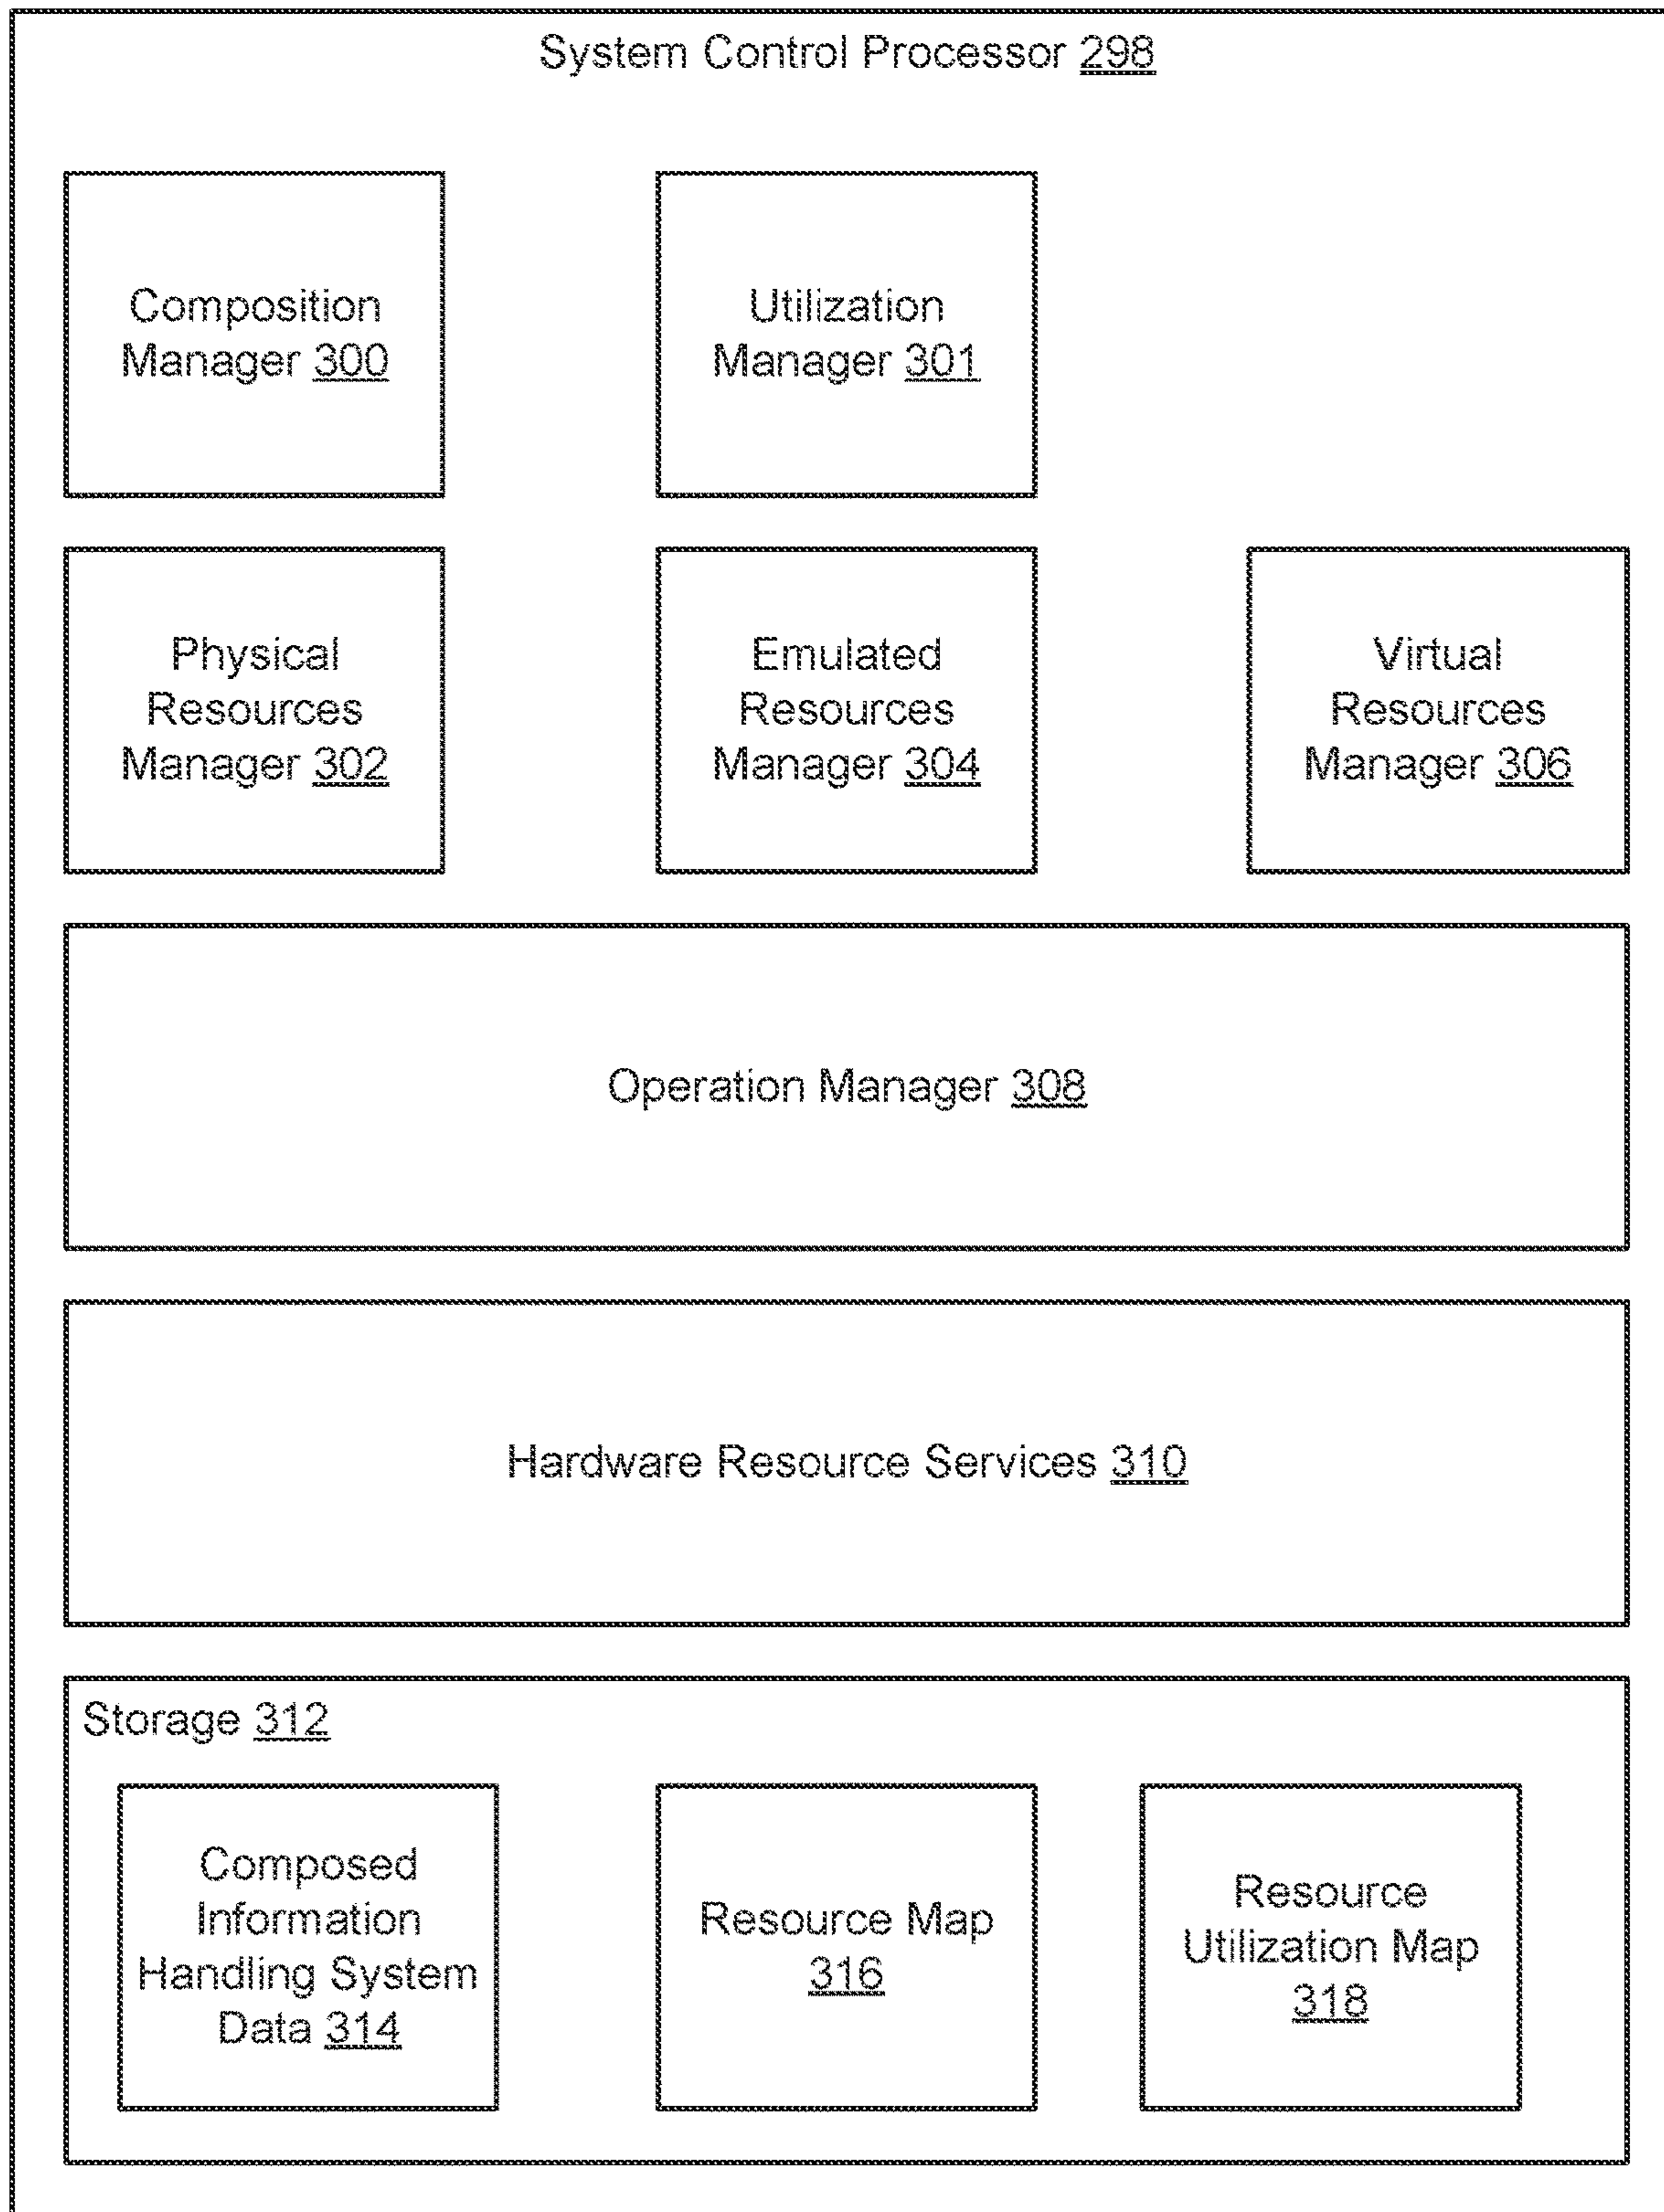 System Control Processor 298
Composition
Manager 300
Utilization
Manager 301
Physical
Resources
Manager 302
Emulated
Resources
Manager 304
Virtual
Resources
Manager 306
Operation Manager 308
Hardware Resource Services 310
Storage 312
Composed
Information
Handling System
Data 314
Resource Map
316
Resource
Utilization Map
318